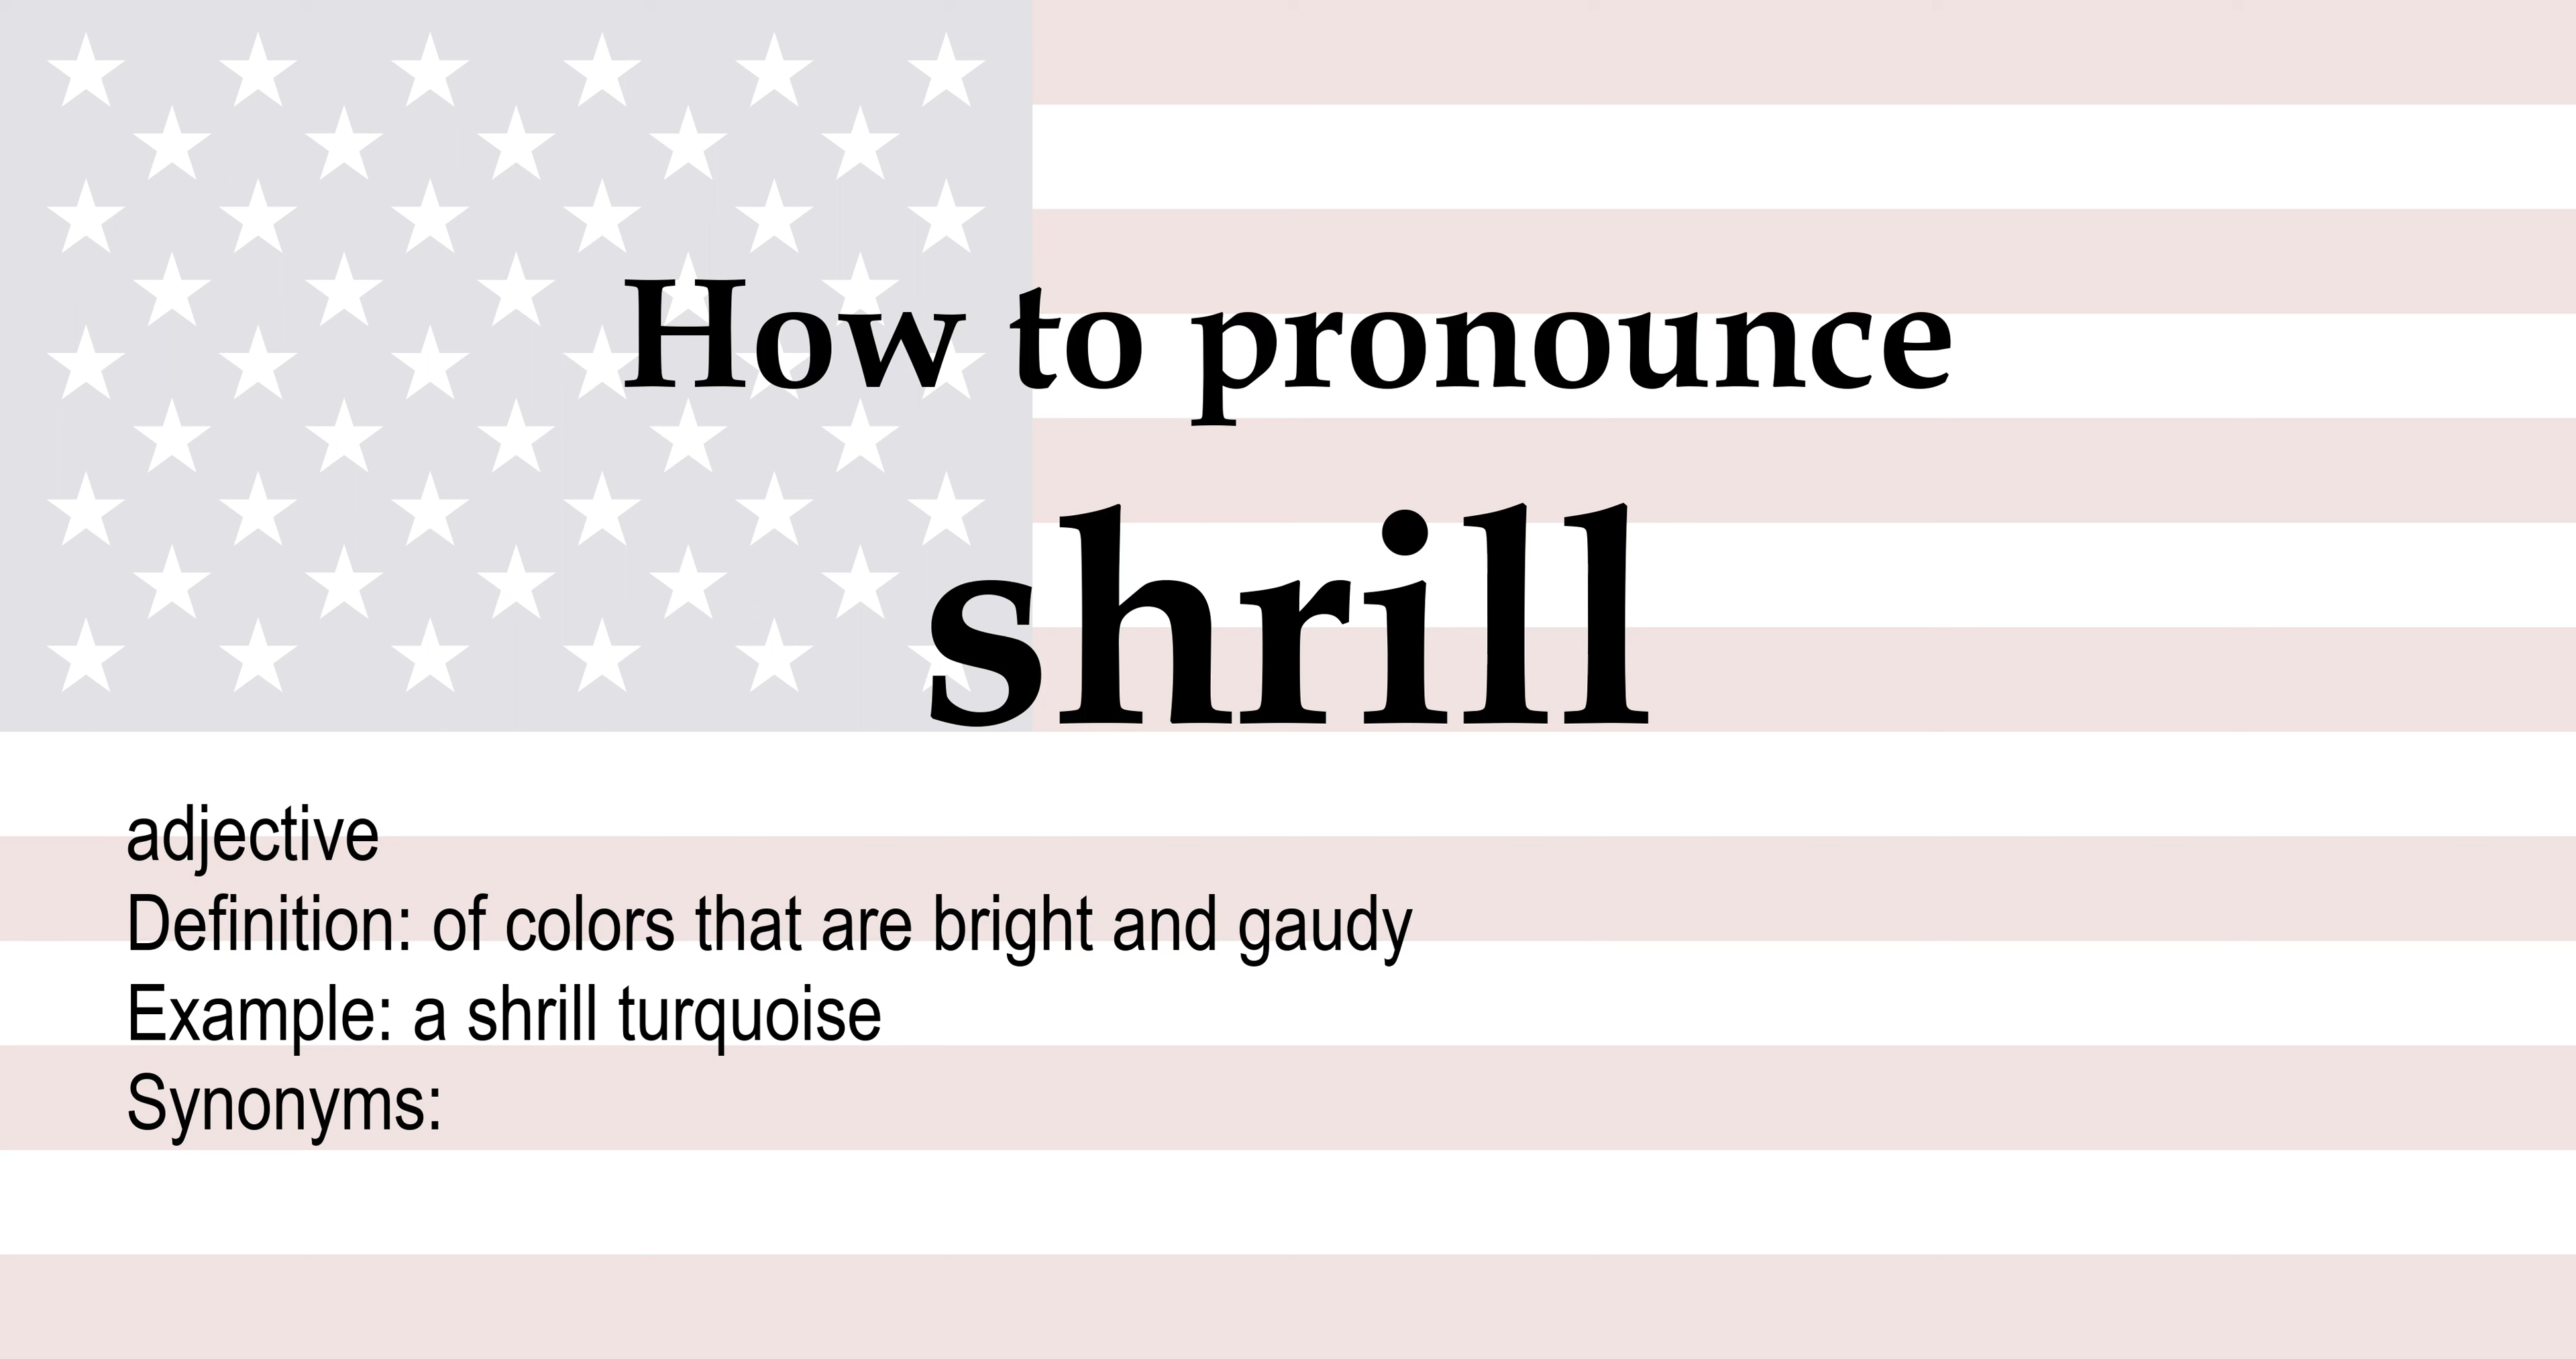 How to pronounce
shrill
adjective
Definition: of colors that are bright and gaudy
Example: a shrill turquoise
Synonyms: